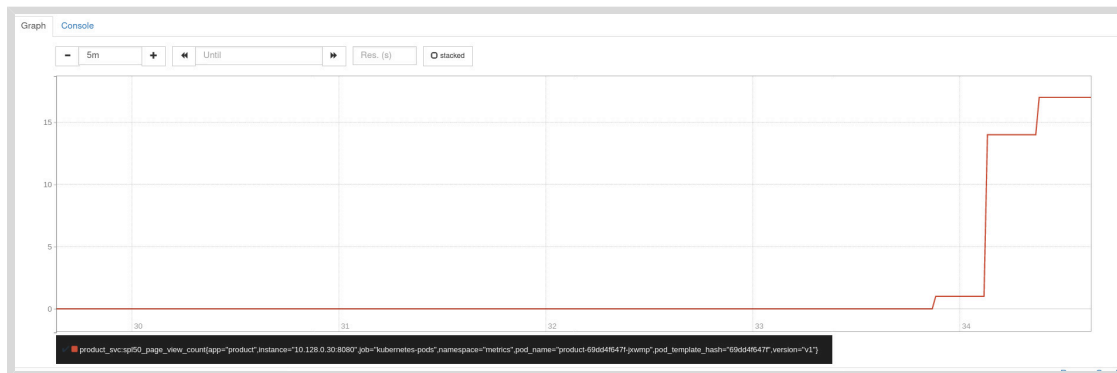 Graph Console
- 5m + Until Res. (s) stacked
15
10
5
0
30 31 32 33 34
product_svc:spl50_page_view_count{app="product",instance="10.128.0.30:8080",job="kubernetes-pods",namespace="metrics",pod_name="product-69dd4f647f-jxwmp",pod_template_hash="69dd4f647f",version="v1"}